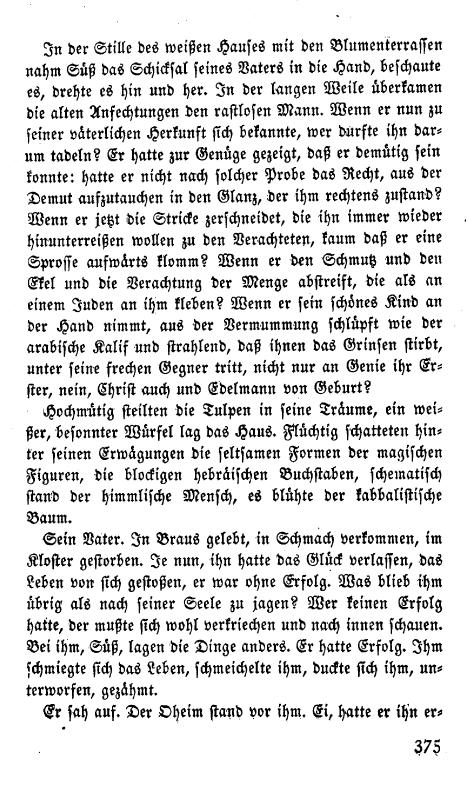 In der Stille des weißen Hauses mit den Blumenterrassen
nahm Süß das Schicksal seines Vaters in die Hand, beschaute
es, drehte es hin und her. In der langen Weile überkamen
die alten Anfechtungen den rastlosen Mann. Wenn er nun zu
seiner väterlichen Herkunft sich bekannte, wer durfte ihn dar-
um tadeln? Er hatte zur Genüge gezeigt, daß er demütig sein
konnte: hatte er nicht nach solcher Probe das Recht, aus der
Demut aufzutauchen in den Glanz, der ihm rechtens zustand?
Wenn er jetzt die Stricke zerschneidet, die ihn immer wieder
hinunterreißen wollen zu den Verachteten, kaum daß er eine
Sprosse aufwärts klomm? Wenn er den Schmutz und den
Ekel und die Verachtung der Menge abstreift, die als an
einem Juden an ihm kleben? Wenn er sein schönes Kind an
der Hand nimmt, aus der Vermummung schlüpft wie der
arabische Kalif und strahlend, daß ihnen das Grinsen stirbt,
unter seine frechen Gegner tritt, nicht nur an Genie ihr Er-
ster, nein, Christ auch und Edelmann von Geburt?
Hochmütig steilten die Tulpen in seine Träume, ein wei-
ßer, besonnter Würfel lag das Haus. Flüchtig schatteten hin-
ter seinen Erwägungen die seltsamen Formen der magischen
Figuren, die blockigen hebräischen Buchstaben, schematisch
stand der himmlische Mensch, es blühte der kabbalistische
Baum.
Sein Vater. In Braus gelebt, in Schmach verkommen, im
Kloster gestorben. Je nun, ihn hatte das Glück verlassen, das
Leben von sich gestoßen, er war ohne Erfolg. Was blieb ihm
übrig als nach seiner Seele zu jagen? Wer keinen Erfolg
hatte, der mußte sich wohl verkriechen und nach innen schauen.
Bei ihm, Süß, lagen die Dinge anders. Er hatte Erfolg. Ihm
schmiegte sich das Leben, schmeichelte ihm, duckte sich ihm, un-
terworfen, gezähmt.
Er sah auf. Der Oheim stand vor ihm. Ei, hatte er ihn er-
375